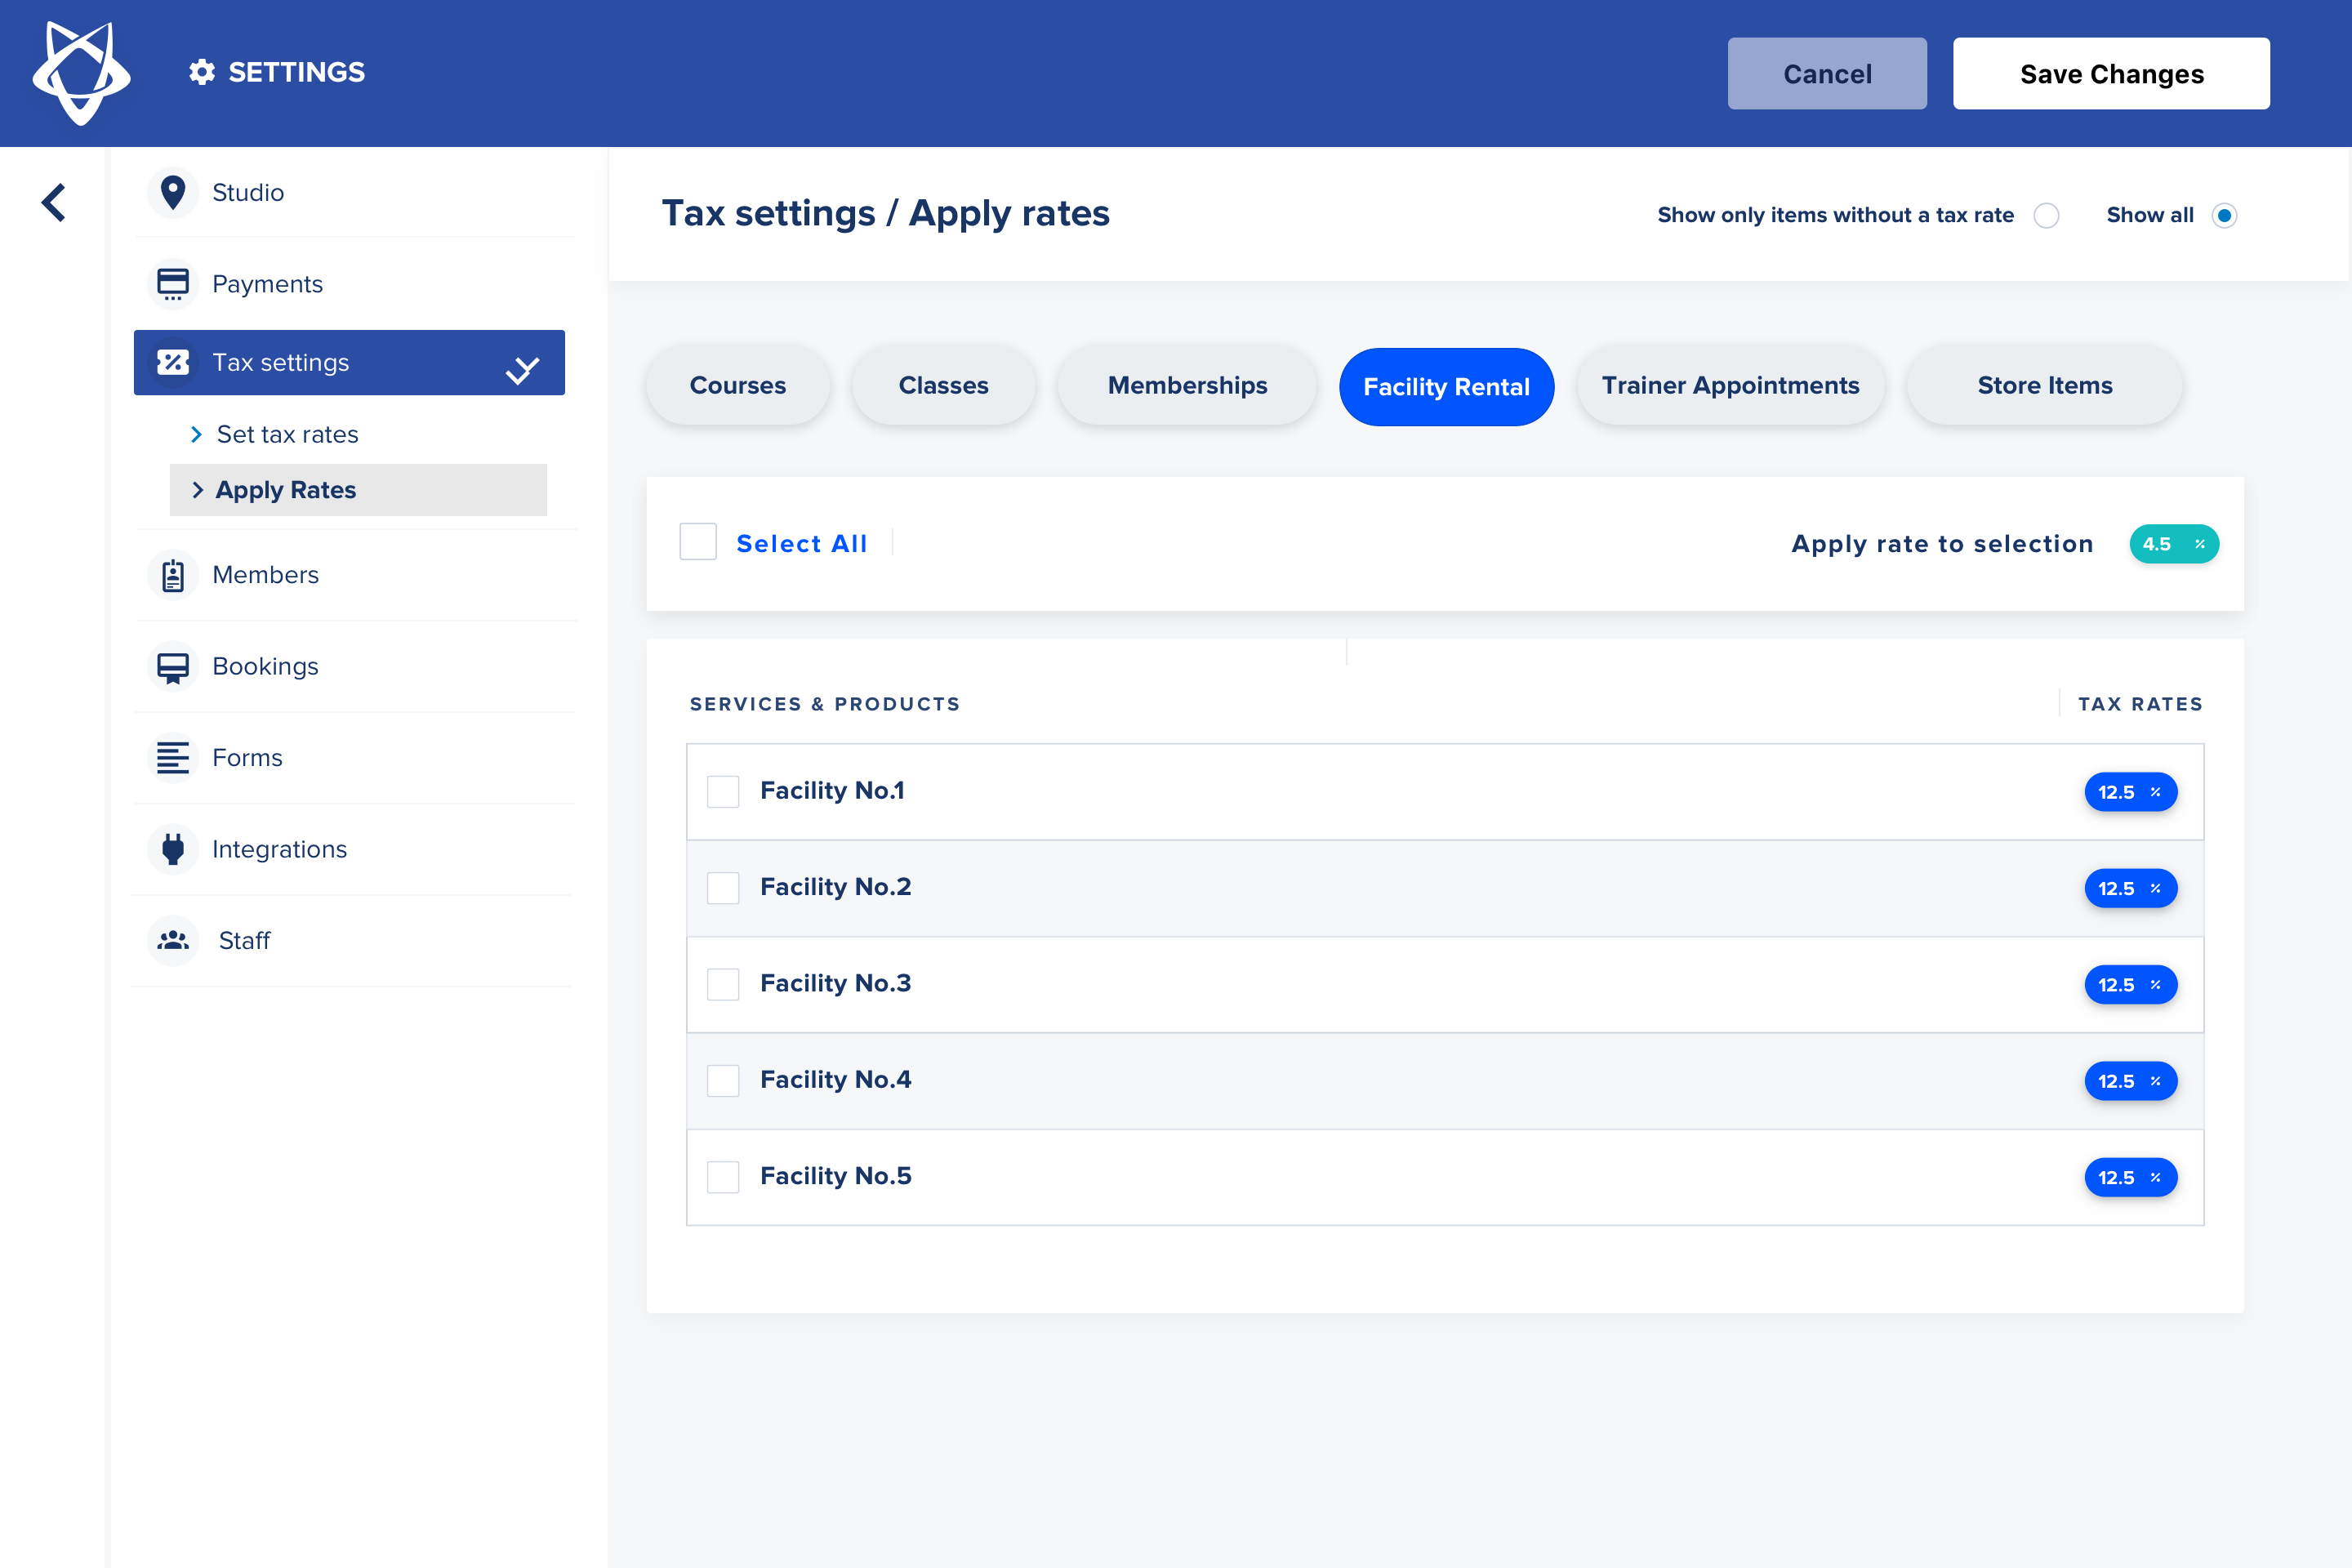 SETTINGS
Cancel
Save Changes
Studio
Payments
Tax settings
Set tax rates
Apply Rates
Members
Bookings
Forms
Integrations
Staff
Tax settings / Apply rates
Show only items without a tax rate
Show all
Courses
Classes
Memberships
Facility Rental
Trainer Appointments
Store Items
Select All
Apply rate to selection
4.5 %
SERVICES & PRODUCTS
TAX RATES
Facility No.1
12.5 %
Facility No.2
12.5 %
Facility No.3
12.5 %
Facility No.4
12.5 %
Facility No.5
12.5 %